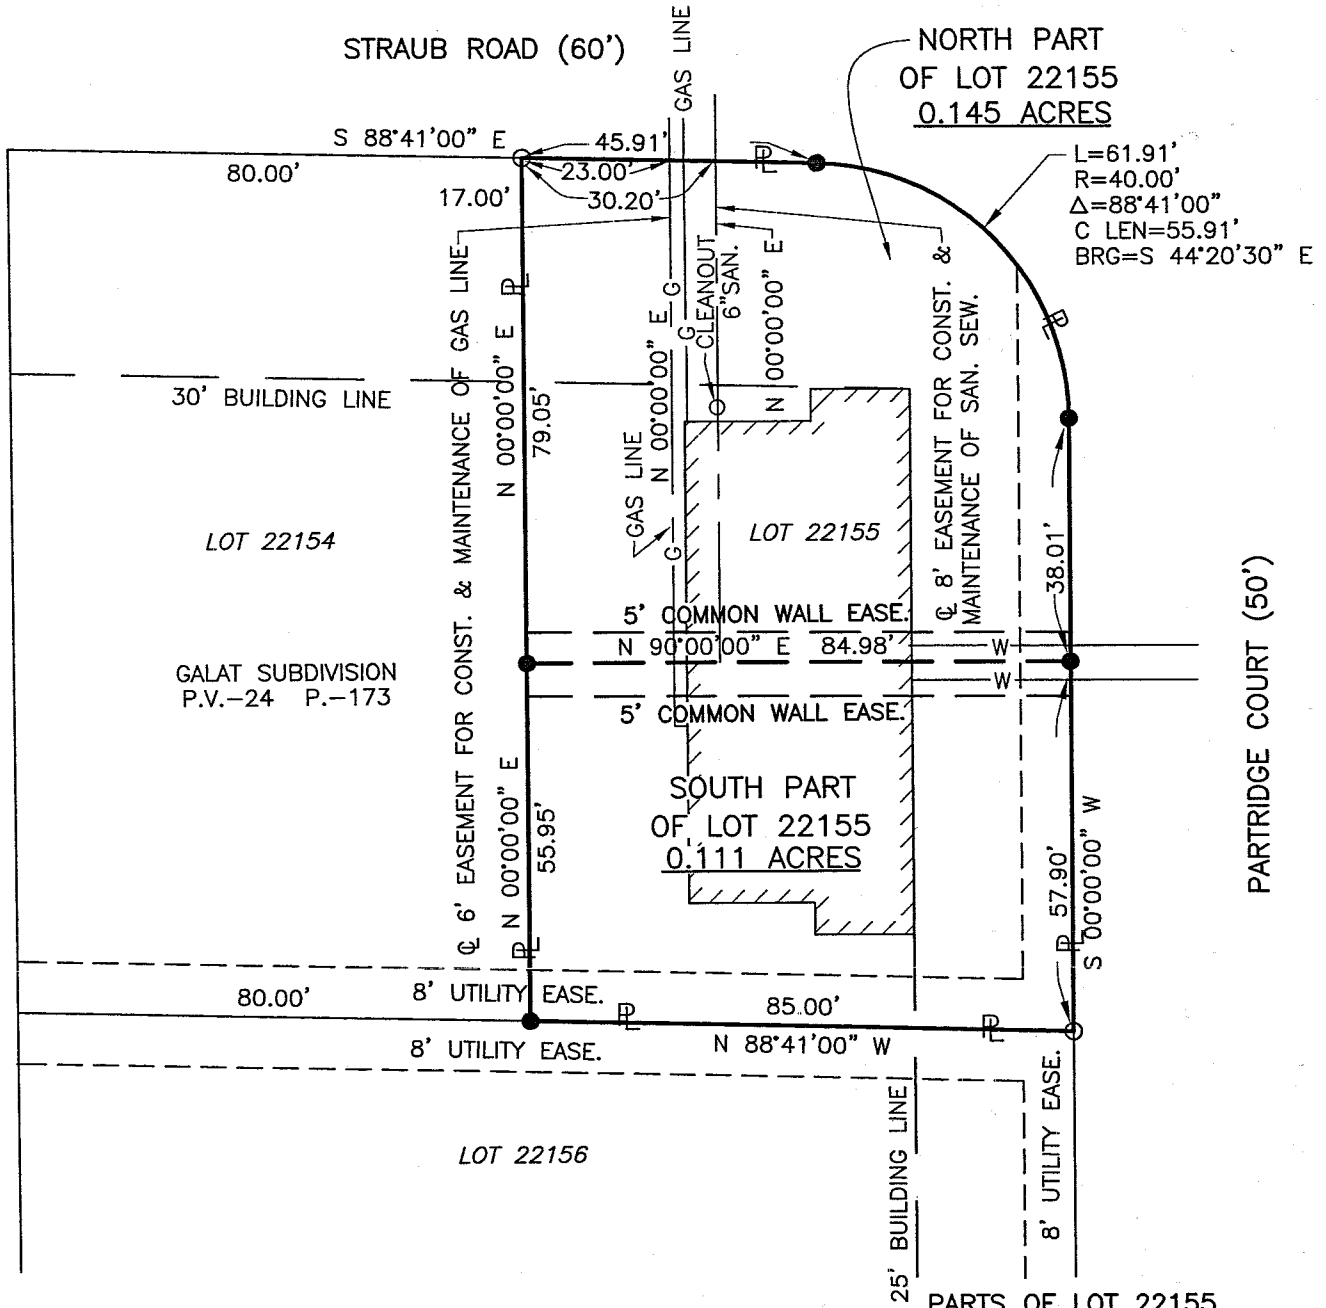 STRAUB ROAD (60')
GAS LINE
NORTH PART
OF LOT 22155
0.145 ACRES
S 88°41'00" E
45.91'
80.00'
23.00'
17.00'
30.20'
PL
L=61.91'
R=40.00'
Δ=88°41'00"
C LEN=55.91'
BRG=S 44°20'30" E
℄ 6' EASEMENT FOR CONST. & MAINTENANCE OF GAS LINE
PL
N 00°00'00" E
79.05'
G
G
G
N 00°00'00" E
CLEANOUT
6"SAN.
N 00°00'00" E
℄ 8' EASEMENT FOR CONST. &
MAINTENANCE OF SAN. SEW.
PL
30' BUILDING LINE
GAS LINE
LOT 22154
LOT 22155
38.01'
5' COMMON WALL EASE.
N 90°00'00" E 84.98'
W
W
5' COMMON WALL EASE.
GALAT SUBDIVISION
P.V.-24 P.-173
PARTRIDGE COURT (50')
N 00°00'00" E
55.95'
SOUTH PART
OF LOT 22155
0.111 ACRES
57.90'
S 00°00'00" W
PL
PL
80.00'
8' UTILITY EASE.
85.00'
PL
PL
8' UTILITY EASE.
N 88°41'00" W
LOT 22156
25' BUILDING LINE
8' UTILITY EASE.
PARTS OF LOT 22155